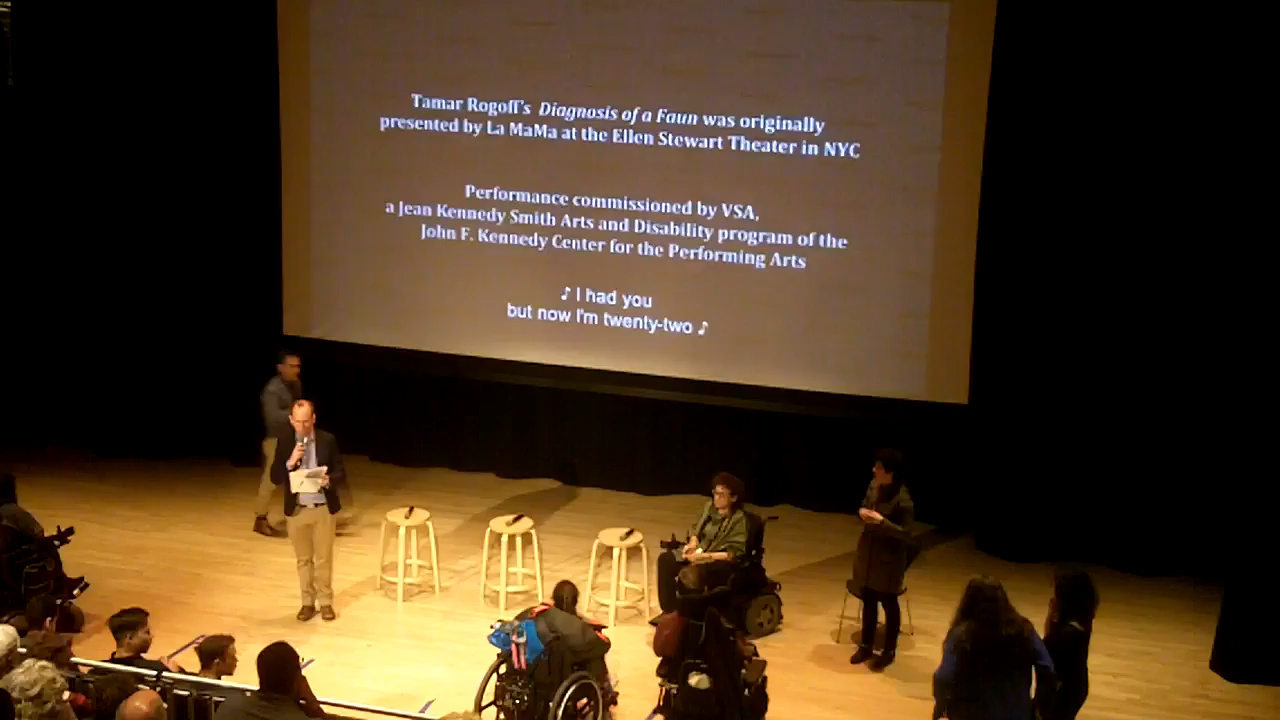 Tamar Rogoff's Diagnosis of a Faun was originally
presented by La MaMa at the Ellen Stewart Theater in NYC
Performance commissioned by VSA,
a Jean Kennedy Smith Arts and Disability program of the
John F. Kennedy Center for the Performing Arts
♪ I had you
but now I'm twenty-two ♪